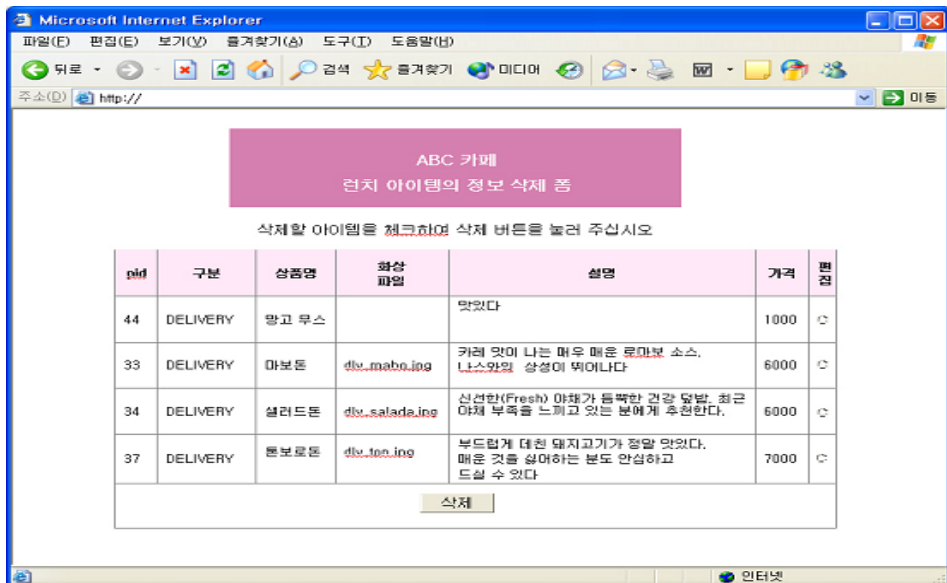 Microsoft Internet Explorer
파일(F) 편집(E) 보기(V) 즐겨찾기(A) 도구(T) 도움말(H)
뒤로 검색 즐겨찾기 미디어
주소(D) http:// 이동
ABC 카페
런치 아이템의 정보 삭제 폼
삭제할 아이템을 체크하여 삭제 버튼을 눌러 주십시오
pid 구분 상품명 화상 파일 설명 가격 편집
44 DELIVERY 망고 무스 맛있다 1000
33 DELIVERY 마보돈 dlv_mabo.jpg 카레 맛이 나는 매우 매운 로마보 소스.
나스와의 상성이 뛰어나다 6000
34 DELIVERY 샐러드돈 dlv_salada.jpg 신선한(Fresh) 야채가 듬뿍한 건강 덮밥. 최근
야채 부족을 느끼고 있는 분에게 추천한다. 6000
37 DELIVERY 톤보로돈 dlv_ton.jpg 부드럽게 데친 돼지고기가 정말 맛있다.
매운 것을 싫어하는 분도 안심하고
드실 수 있다 7000
삭제
인터넷